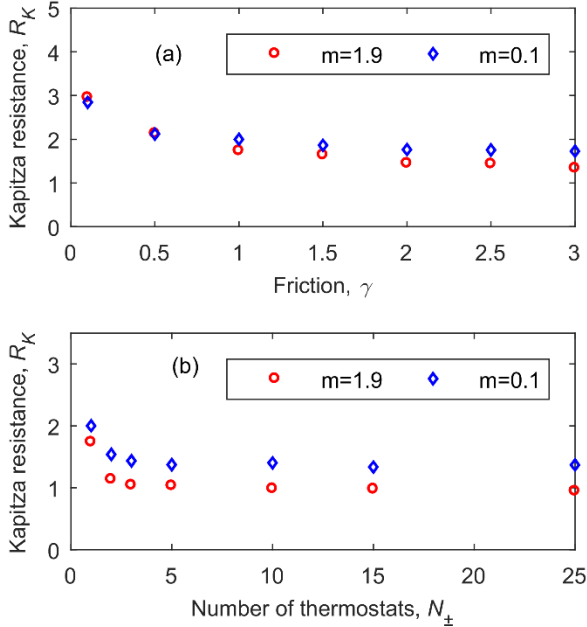 5
4
3
2
1
0
Kapitza resistance, R_K
(a)
m=1.9 m=0.1
0 0.5 1 1.5 2 2.5 3
Friction, γ
3
2
1
0
Kapitza resistance, R_K
(b)
m=1.9 m=0.1
0 5 10 15 20 25
Number of thermostats, N_±